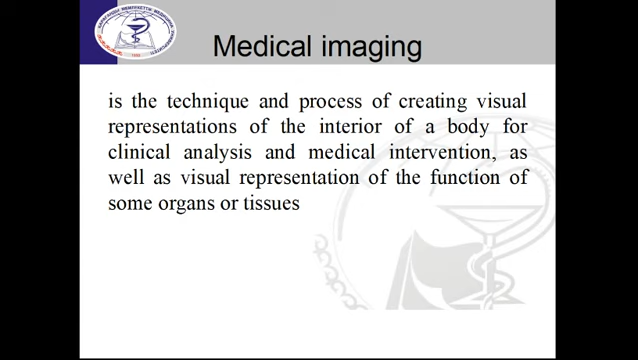 Medical imaging
is the technique and process of creating visual
representations of the interior of a body for
clinical analysis and medical intervention, as
well as visual representation of the function of
some organs or tissues